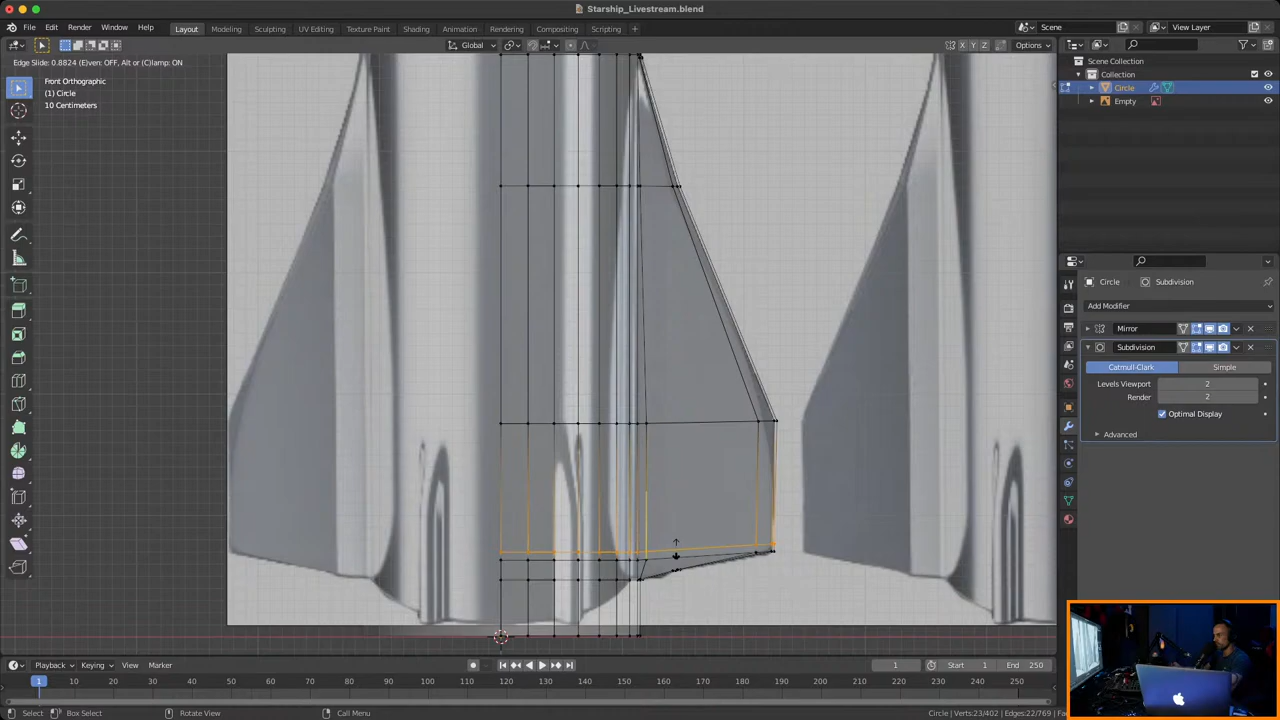 Starship_Livestream.blend
File Edit Render Window Help Layout Modeling Sculpting UV Editing Texture Paint Shading Animation Rendering Compositing Scripting + Scene View Layer
Global X Y Z Options
Edge Slide: 0.8824 (E)ven: OFF, Alt or (C)lamp: ON
Front Orthographic
(1) Circle
10 Centimeters
Scene Collection
Collection
Circle
Empty
Circle Subdivision
Add Modifier
Mirror
Subdivision
Catmull-Clark Simple
Levels Viewport 2
Render 2
Optimal Display
Advanced
Playback Keying View Marker 1 Start 1 End 250
1 10 20 30 40 50 60 70 80 90 100 110 120 130 140 150 160 170 180 190 200 210 220 230 240 250
Select Box Select Rotate View Call Menu Circle | Verts:23/402 | Edges:22/769 | Fa